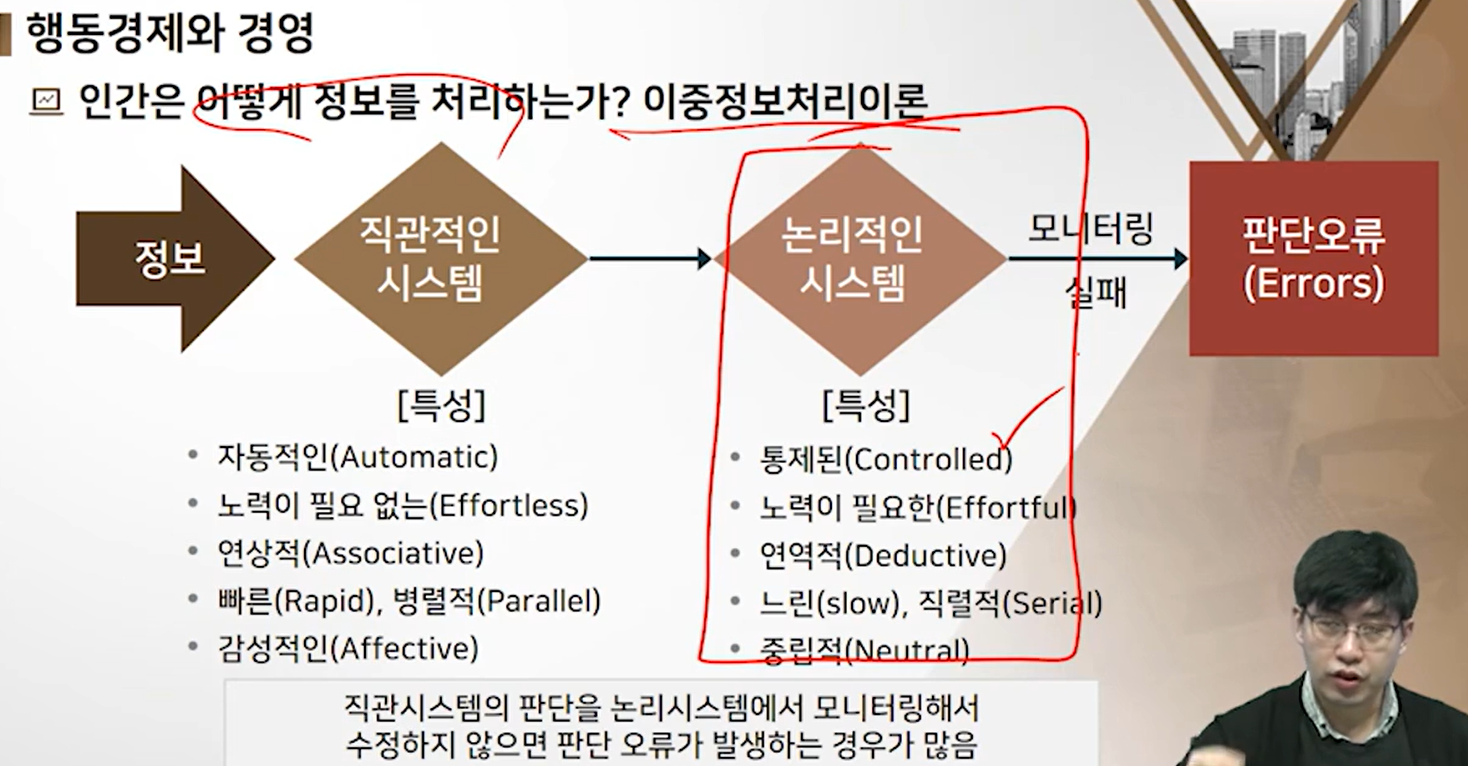 행동경제와 경영
인간은 어떻게 정보를 처리하는가? 이중정보처리이론
정보
직관적인
시스템
논리적인
시스템
모니터링
실패
판단오류
(Errors)
[특성]
자동적인(Automatic)
노력이 필요 없는(Effortless)
연상적(Associative)
빠른(Rapid), 병렬적(Parallel)
감성적인(Affective)
[특성]
통제된(Controlled)
노력이 필요한(Effortful)
연역적(Deductive)
느린(slow), 직렬적(Serial)
중립적(Neutral)
직관시스템의 판단을 논리시스템에서 모니터링해서
수정하지 않으면 판단 오류가 발생하는 경우가 많음